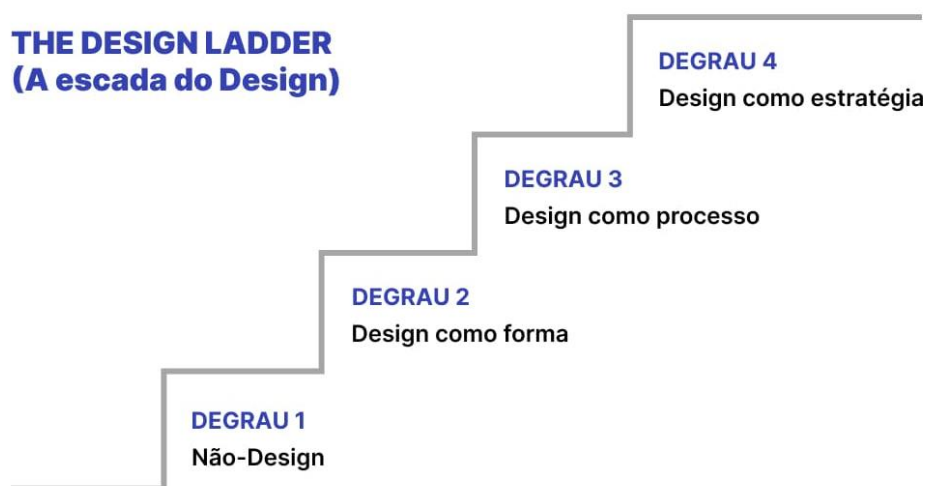 THE DESIGN LADDER
(A escada do Design)
DEGRAU 4
Design como estratégia
DEGRAU 3
Design como processo
DEGRAU 2
Design como forma
DEGRAU 1
Não-Design